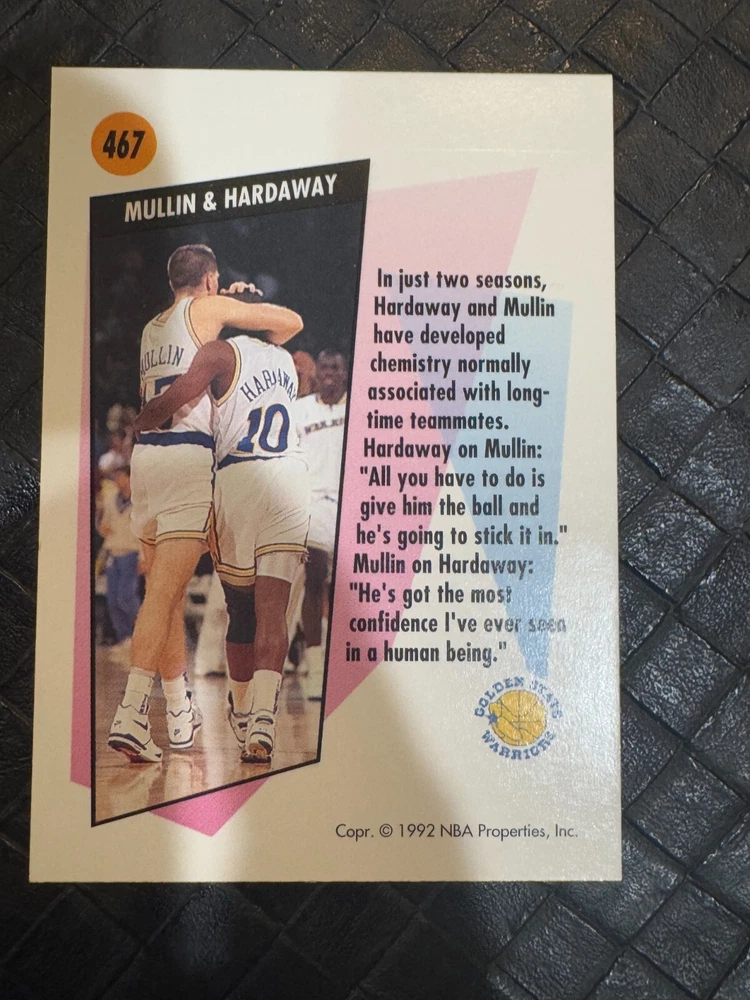 467
MULLIN & HARDAWAY
In just two seasons,
Hardaway and Mullin
have developed
chemistry normally
associated with long-
time teammates.
Hardaway on Mullin:
"All you have to do is
give him the ball and
he's going to stick it in."
Mullin on Hardaway:
"He's got the most
confidence I've ever seen
in a human being."
MULLIN
HARDAWAY
10
GOLDEN STATE
WARRIORS
Copr. © 1992 NBA Properties, Inc.